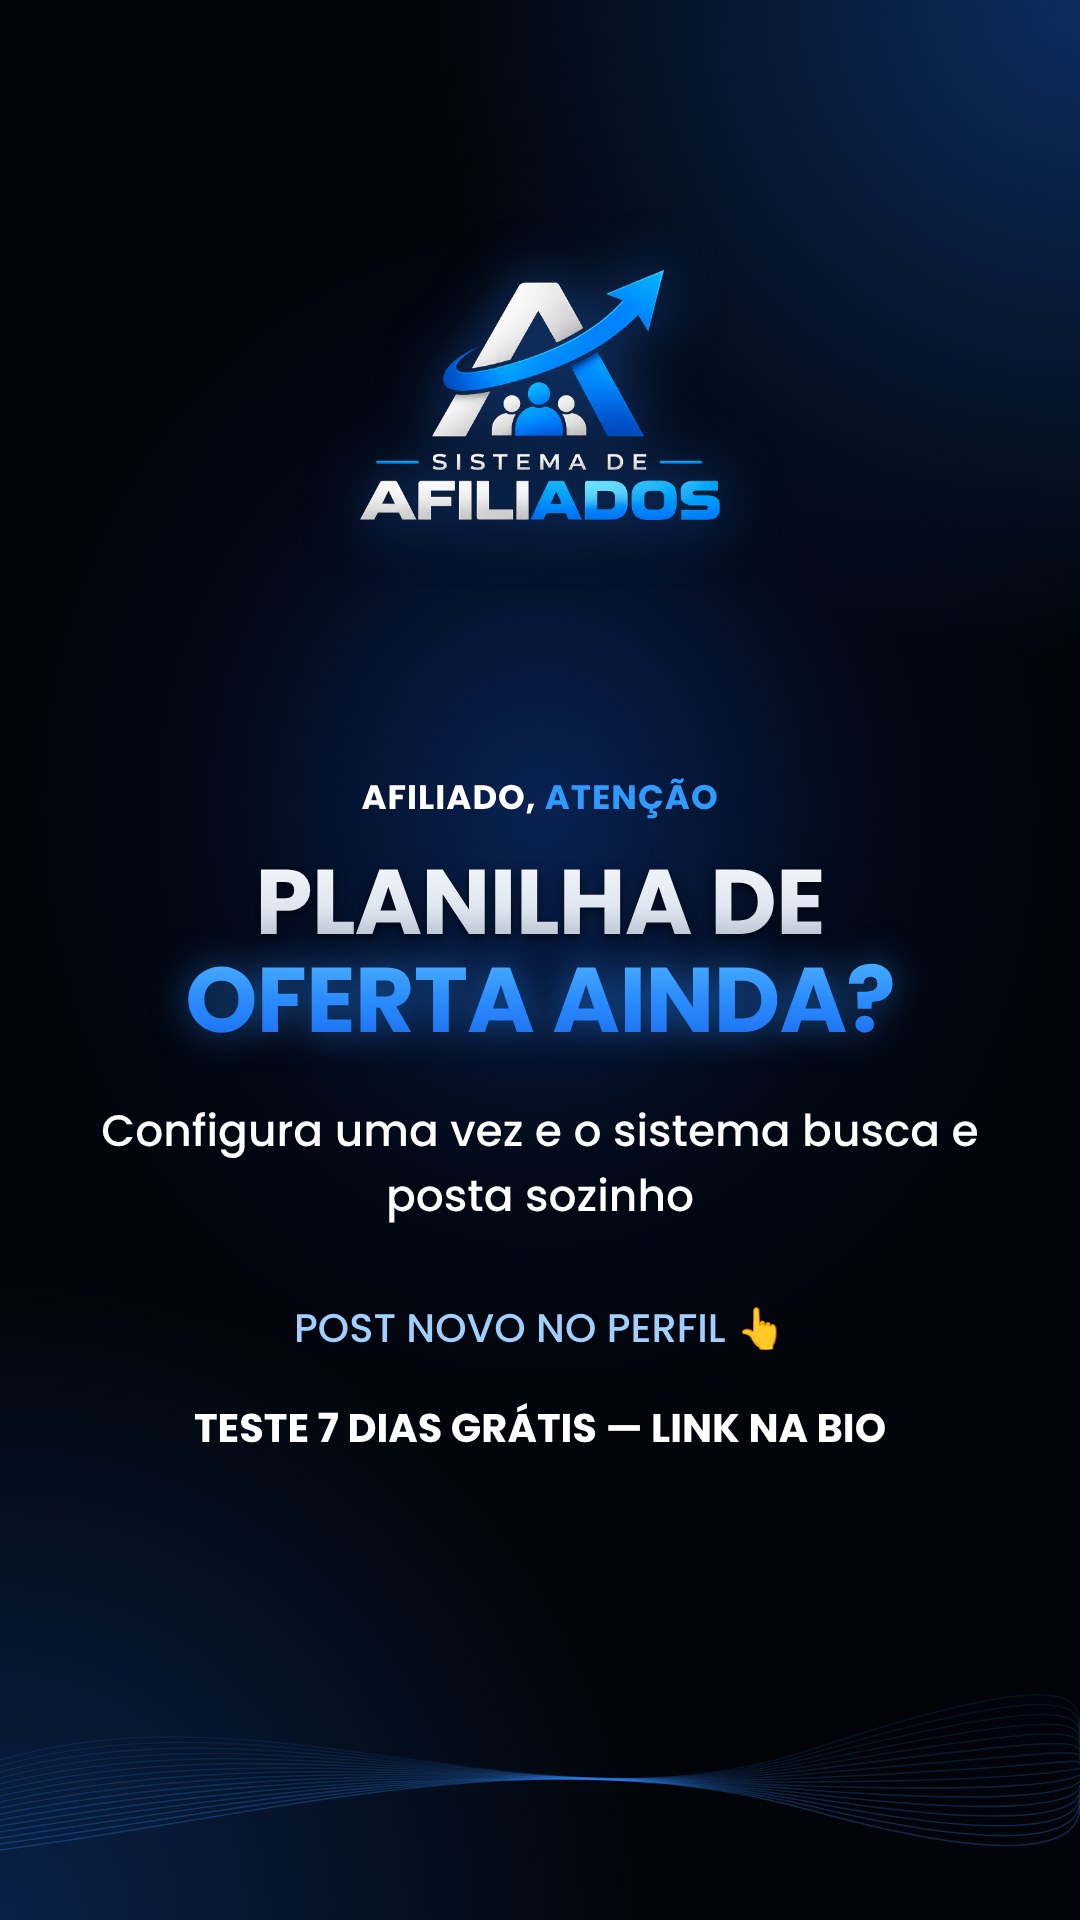 SISTEMA DE
AFILIADOS
AFILIADO, ATENÇÃO
PLANILHA DE
OFERTA AINDA?
Configura uma vez e o sistema busca e
posta sozinho
POST NOVO NO PERFIL 👆
TESTE 7 DIAS GRÁTIS — LINK NA BIO